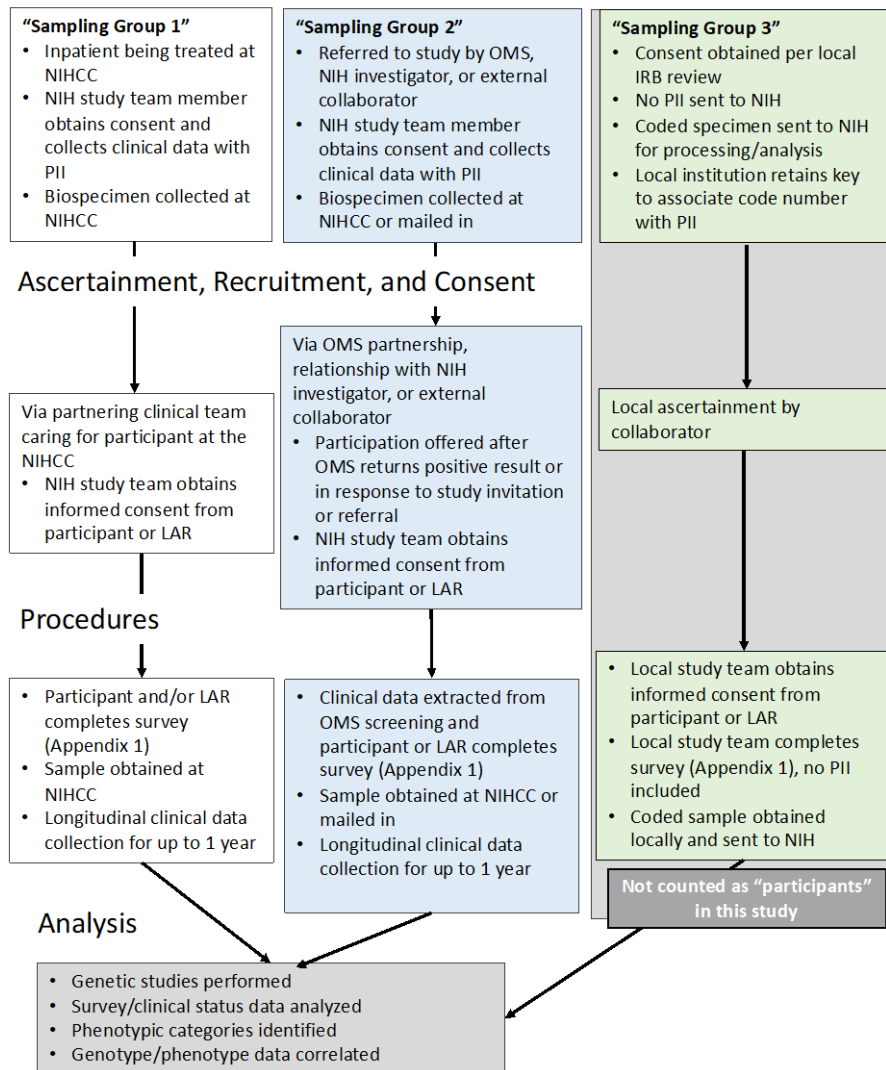 “Sampling Group 1”
• Inpatient being treated at
NIHCC
• NIH study team member
obtains consent and
collects clinical data with
PII
• Biospecimen collected at
NIHCC
“Sampling Group 2”
• Referred to study by OMS,
NIH investigator, or external
collaborator
• NIH study team member
obtains consent and collects
clinical data with PII
• Biospecimen collected at
NIHCC or mailed in
“Sampling Group 3”
• Consent obtained per local
IRB review
• No PII sent to NIH
• Coded specimen sent to NIH
for processing/analysis
• Local institution retains key
to associate code number
with PII
Ascertainment, Recruitment, and Consent
Via partnering clinical team
caring for participant at the
NIHCC
• NIH study team obtains
informed consent from
participant or LAR
Via OMS partnership,
relationship with NIH
investigator, or external
collaborator
• Participation offered after
OMS returns positive result or
in response to study invitation
or referral
• NIH study team obtains
informed consent from
participant or LAR
Local ascertainment by
collaborator
Procedures
• Participant and/or LAR
completes survey
(Appendix 1)
• Sample obtained at
NIHCC
• Longitudinal clinical data
collection for up to 1 year
• Clinical data extracted from
OMS screening and
participant or LAR completes
survey (Appendix 1)
• Sample obtained at NIHCC or
mailed in
• Longitudinal clinical data
collection for up to 1 year
• Local study team obtains
informed consent from
participant or LAR
• Local study team completes
survey (Appendix 1), no PII
included
• Coded sample obtained
locally and sent to NIH
Not counted as “participants”
in this study
Analysis
• Genetic studies performed
• Survey/clinical status data analyzed
• Phenotypic categories identified
• Genotype/phenotype data correlated